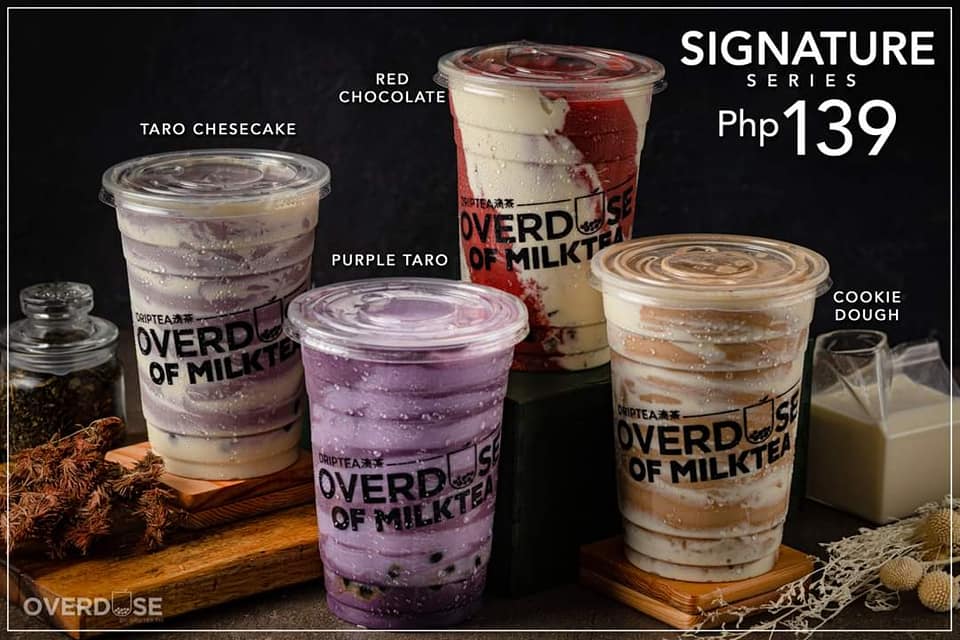 SIGNATURE
SERIES
Php139
RED
CHOCOLATE
TARO CHESECAKE
PURPLE TARO
COOKIE
DOUGH
DRIPTEA滴茶
OVERDOSE
OF MILKTEA
DRIPTEA滴茶
OVERD
OF MILKTEA
DRIPTEA滴茶
OVERDOSE
OF MILKTEA
DRIPTEA滴茶
OVERDOSE
OF MILKTEA
OVERDOSE